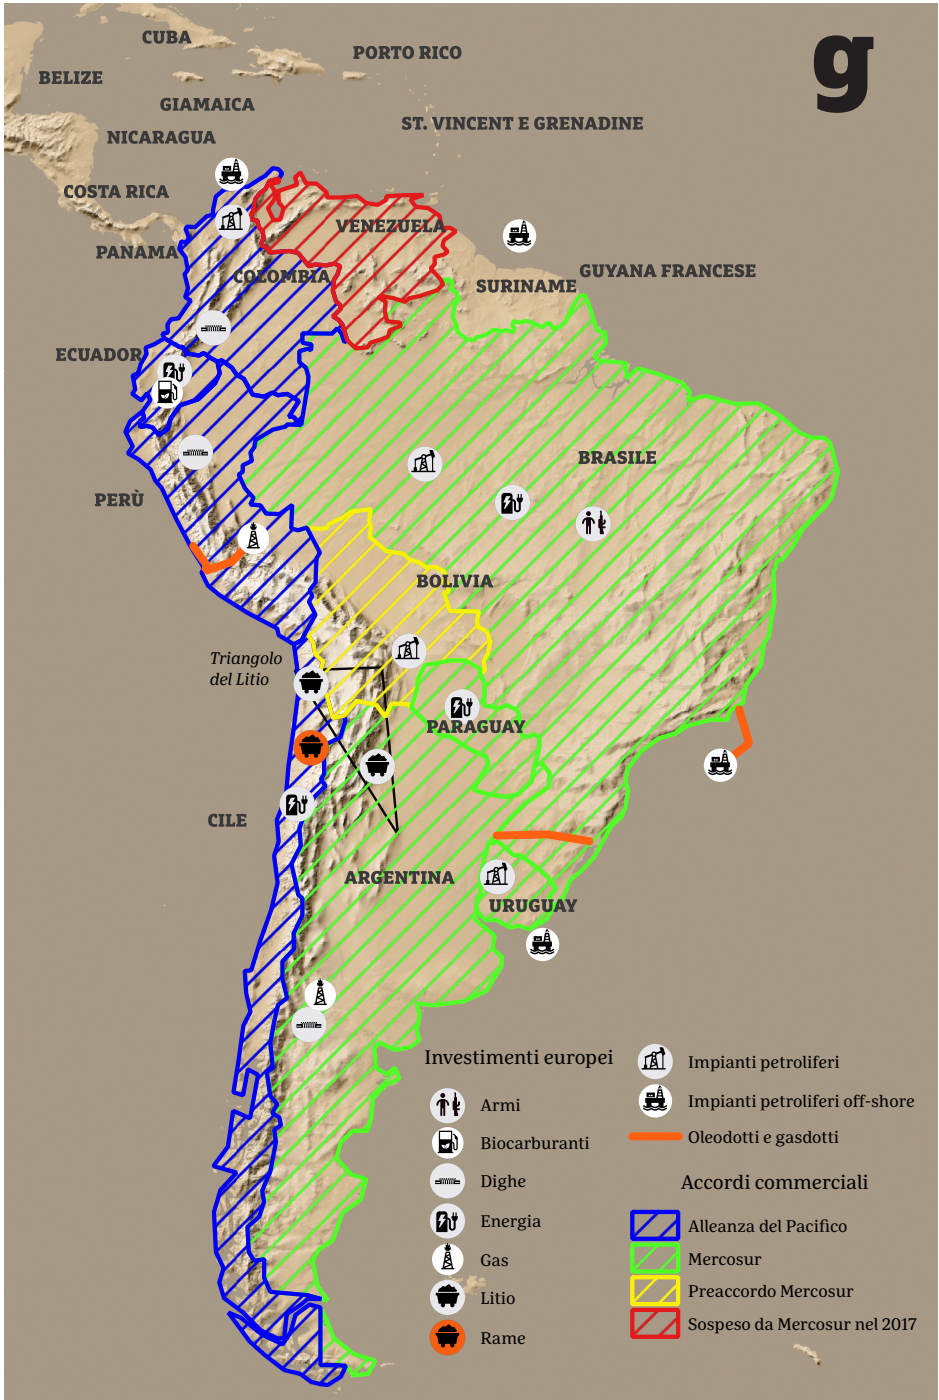 g
CUBA
PORTO RICO
BELIZE
GIAMAICA
ST. VINCENT E GRENADINE
NICARAGUA
COSTA RICA
VENEZUELA
PANAMA
COLOMBIA
GUYANA FRANCESE
SURINAME
ECUADOR
BRASILE
PERÙ
BOLIVIA
Triangolo
del Litio
PARAGUAY
CILE
ARGENTINA
URUGUAY
Investimenti europei
Armi
Biocarburanti
Dighe
Energia
Gas
Litio
Rame
Impianti petroliferi
Impianti petroliferi off-shore
Oleodotti e gasdotti
Accordi commerciali
Alleanza del Pacifico
Mercosur
Preaccordo Mercosur
Sospeso da Mercosur nel 2017